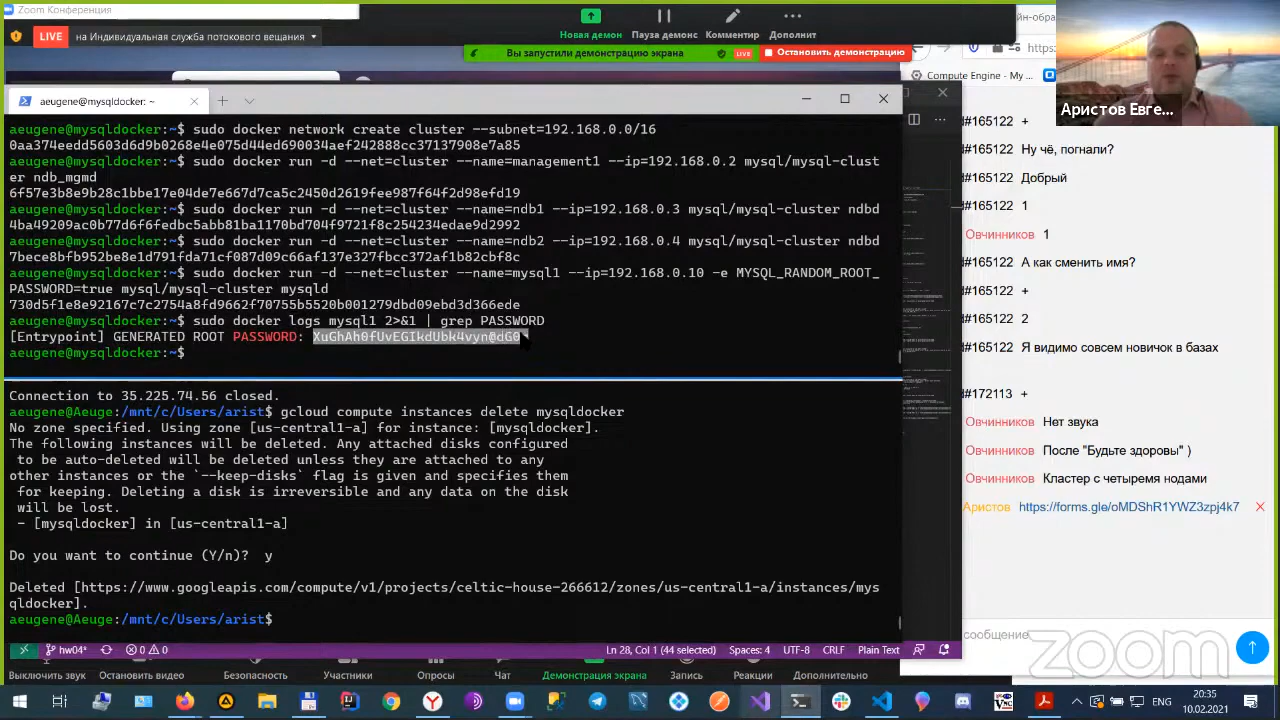 Zoom Конференция
LIVE на Индивидуальная служба потокового вещания
Новая демон Пауза демонс Комментир Дополнит
Вы запустили демонстрацию экрана LIVE Остановить демонстрацию
йн-обра
https:
Compute Engine - My ...
Аристов Евге...
aeugene@mysqldocker: ~
aeugene@mysqldocker:~$ sudo docker network create cluster --subnet=192.168.0.0/16
aeugene@mysqldocker:~$ sudo docker run -d --net=cluster --name=management1 --ip=192.168.0.2 mysql/mysql-clust
er ndb_mgmd
aeugene@mysqldocker:~$ sudo docker run -d --net=cluster --name=ndb1 --ip=192.168.0.3 mysql/mysql-cluster ndbd
aeugene@mysqldocker:~$ sudo docker run -d --net=cluster --name=ndb2 --ip=192.168.0.4 mysql/mysql-cluster ndbd
aeugene@mysqldocker:~$ sudo docker run -d --net=cluster --name=mysql1 --ip=192.168.0.10 -e MYSQL_RANDOM_ROOT_
PASSWORD=true mysql/mysql-cluster mysqld
aeugene@mysqldocker:~$ sudo docker logs mysql1 2>&1 | grep PASSWORD
[Entrypoint] GENERATED ROOT PASSWORD:
aeugene@mysqldocker:~$
aeugene@Aeuge:/mnt/c/Users/arist$ gcloud compute instances delete mysqldocker
No zone specified. Using zone [us-central1-a] for instance: [mysqldocker].
The following instances will be deleted. Any attached disks configured
to be auto-deleted will be deleted unless they are attached to any
other instances or the `--keep-disks` flag is given and specifies them
for keeping. Deleting a disk is irreversible and any data on the disk
will be lost.
- [mysqldocker] in [us-central1-a]
Do you want to continue (Y/n)? y
Deleted [https://www.googleapis.com/compute/v1/projects/celtic-house-266612/zones/us-central1-a/instances/mys
qldocker].
aeugene@Aeuge:/mnt/c/Users/arist$
hw04* 0 0 Ln 28, Col 1 (44 selected) Spaces: 4 UTF-8 CRLF Plain Text
d#165122 +
d#165122 Ну чё, погнали?
d#165122 Добрый
d#165122 1
Овчинников 1
d#165122 А как сменить имя?
d#165122 +
d#165122 2
d#165122 Я видимо совсем новичок в базах
d#172113 +
Овчинников Нет звука
Овчинников После "Будьте здоровы" )
Овчинников Кластер с четыремя нодами
Аристов https://forms.gle/oMDShR1YWZ3zpj4k7
сообщение
zoom
Выключить звук Остановить видео Безопасность Участники Опросы Чат Демонстрация экрана Запись Реакции Дополнительно
ENG 20:35
10.02.2021